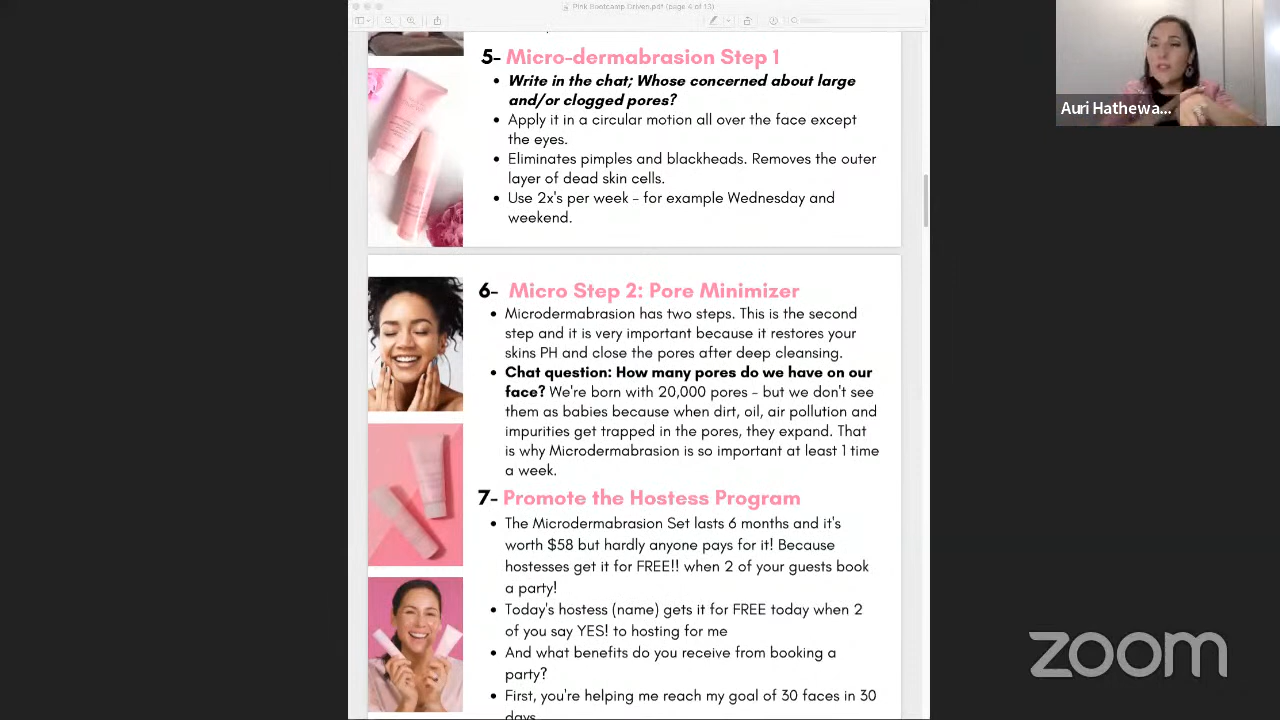 Pink Bootcamp Driven.pdf (page 4 of 13)
5- Micro-dermabrasion Step 1
• Write in the chat; Whose concerned about large
and/or clogged pores?
• Apply it in a circular motion all over the face except
the eyes.
• Eliminates pimples and blackheads. Removes the outer
layer of dead skin cells.
• Use 2x's per week - for example Wednesday and
weekend.
6- Micro Step 2: Pore Minimizer
• Microdermabrasion has two steps. This is the second
step and it is very important because it restores your
skins PH and close the pores after deep cleansing.
• Chat question: How many pores do we have on our
face? We're born with 20,000 pores - but we don't see
them as babies because when dirt, oil, air pollution and
impurities get trapped in the pores, they expand. That
is why Microdermabrasion is so important at least 1 time
a week.
7- Promote the Hostess Program
• The Microdermabrasion Set lasts 6 months and it's
worth $58 but hardly anyone pays for it! Because
hostesses get it for FREE!! when 2 of your guests book
a party!
• Today's hostess (name) gets it for FREE today when 2
of you say YES! to hosting for me
• And what benefits do you receive from booking a
party?
• First, you're helping me reach my goal of 30 faces in 30
days
Auri Hathewa...
zoom